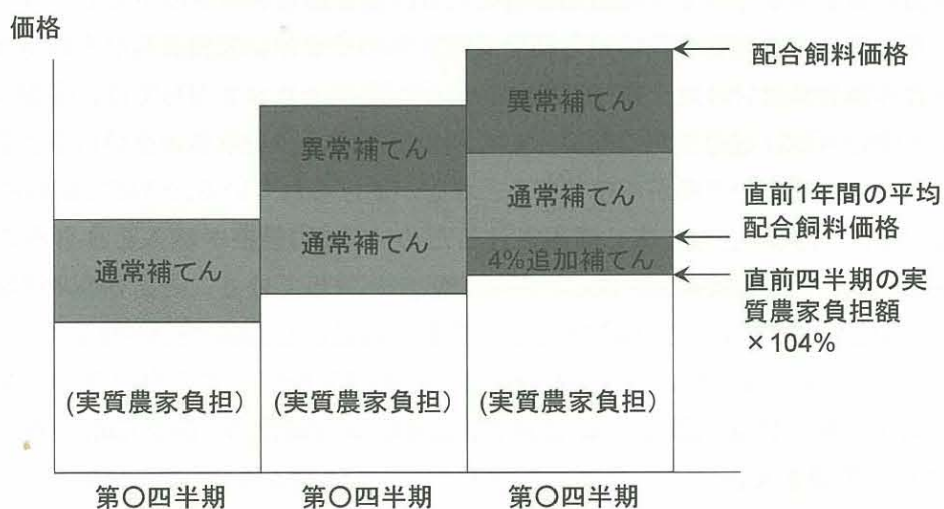 価格
配合飼料価格
異常補てん
異常補てん
通常補てん
直前1年間の平均
配合飼料価格
通常補てん
通常補てん
4%追加補てん
直前四半期の実
質農家負担額
×104%
(実質農家負担)
(実質農家負担)
(実質農家負担)
第〇四半期
第〇四半期
第〇四半期